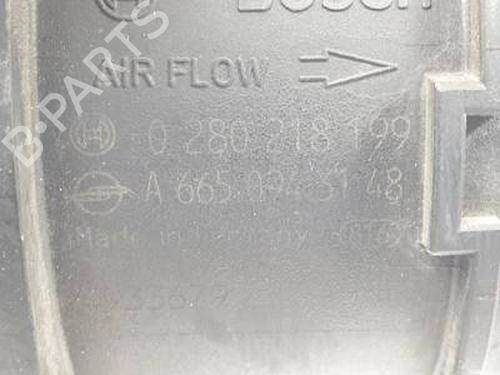 BOSCH
AIR FLOW
0 280 218 199
A 665 094 31 48
Made in Germany
B-PARTS